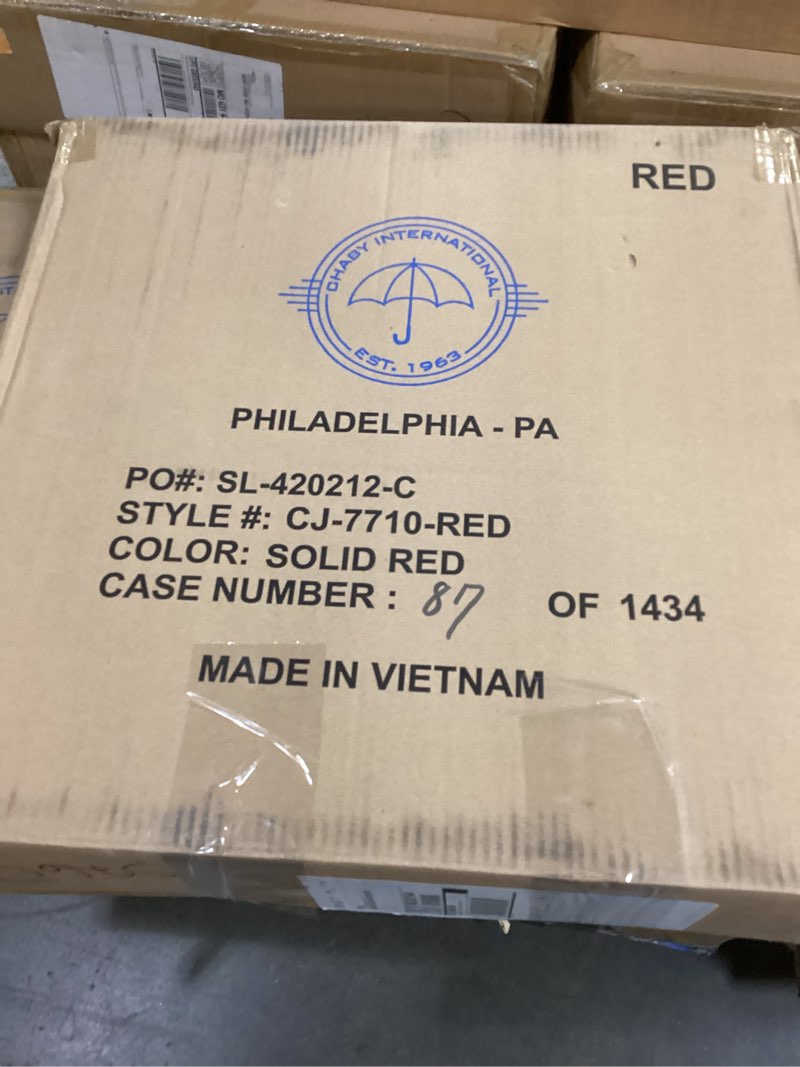 RED
CHABY INTERNATIONAL
EST. 1963
PHILADELPHIA - PA
PO#: SL-420212-C
STYLE #: CJ-7710-RED
COLOR: SOLID RED
CASE NUMBER : 87 OF 1434
MADE IN VIETNAM